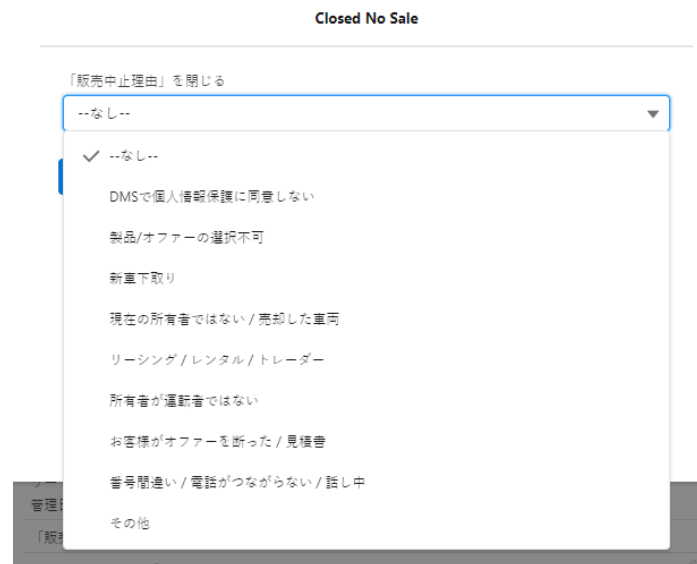 Closed No Sale
「販売中止理由」を閉じる
--なし--
--なし--
DMSで個人情報保護に同意しない
製品/オファーの選択不可
新車下取り
現在の所有者ではない / 売却した車両
リーシング / レンタル / トレーダー
所有者が運転者ではない
お客様がオファーを断った / 見積書
番号間違い / 電話がつながらない / 話し中
その他
管理
「販